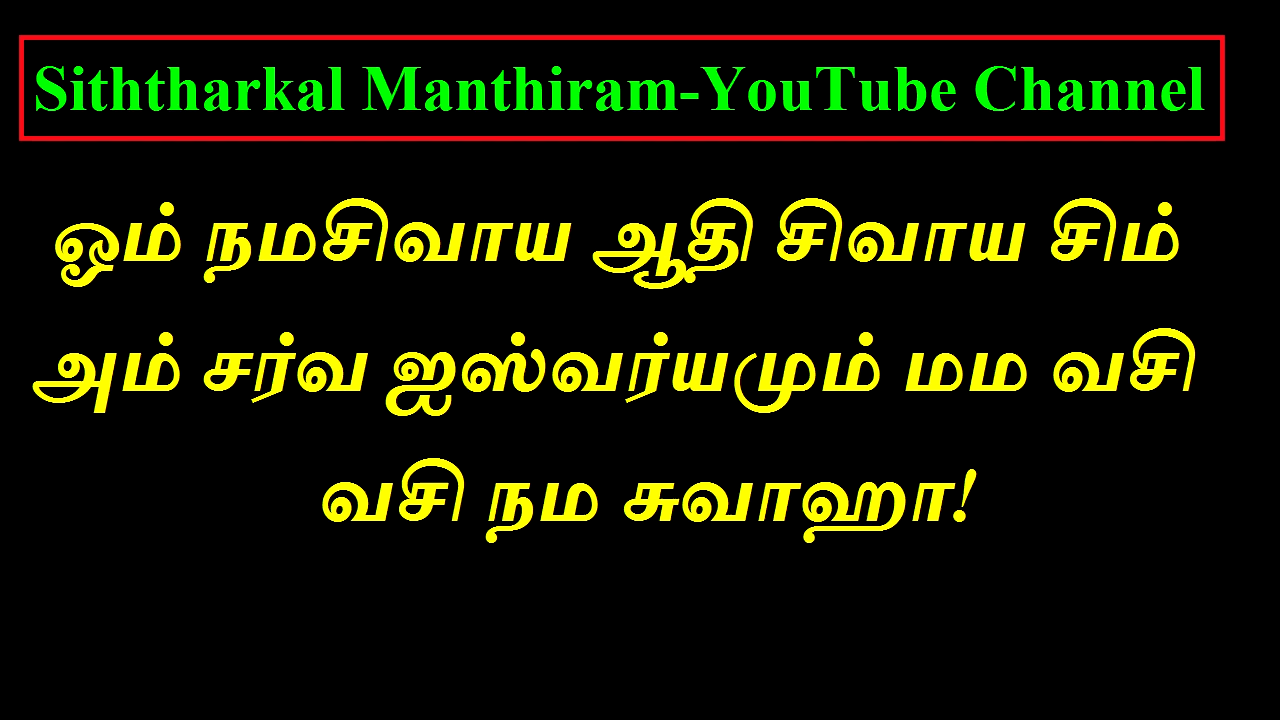 Siththarkal Manthiram-YouTube Channel
ஓம் நமசிவாய ஆதி சிவாய சிம்
அம் சர்வ ஐஸ்வர்யமும் மம வசி
வசி நம சுவாஹா!